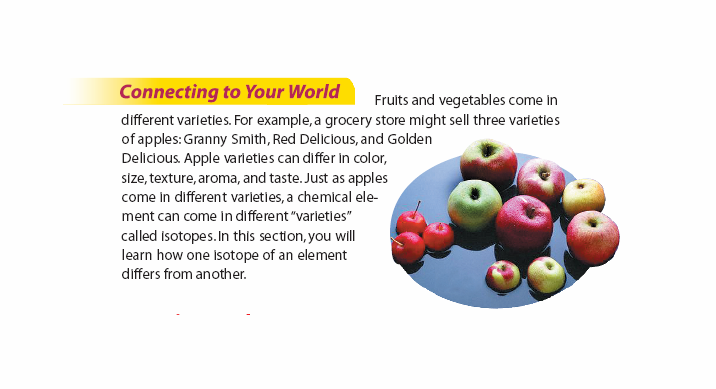 Connecting to Your World
Fruits and vegetables come in
different varieties. For example, a grocery store might sell three varieties
of apples: Granny Smith, Red Delicious, and Golden
Delicious. Apple varieties can differ in color,
size, texture, aroma, and taste. Just as apples
come in different varieties, a chemical ele-
ment can come in different “varieties”
called isotopes. In this section, you will
learn how one isotope of an element
differs from another.